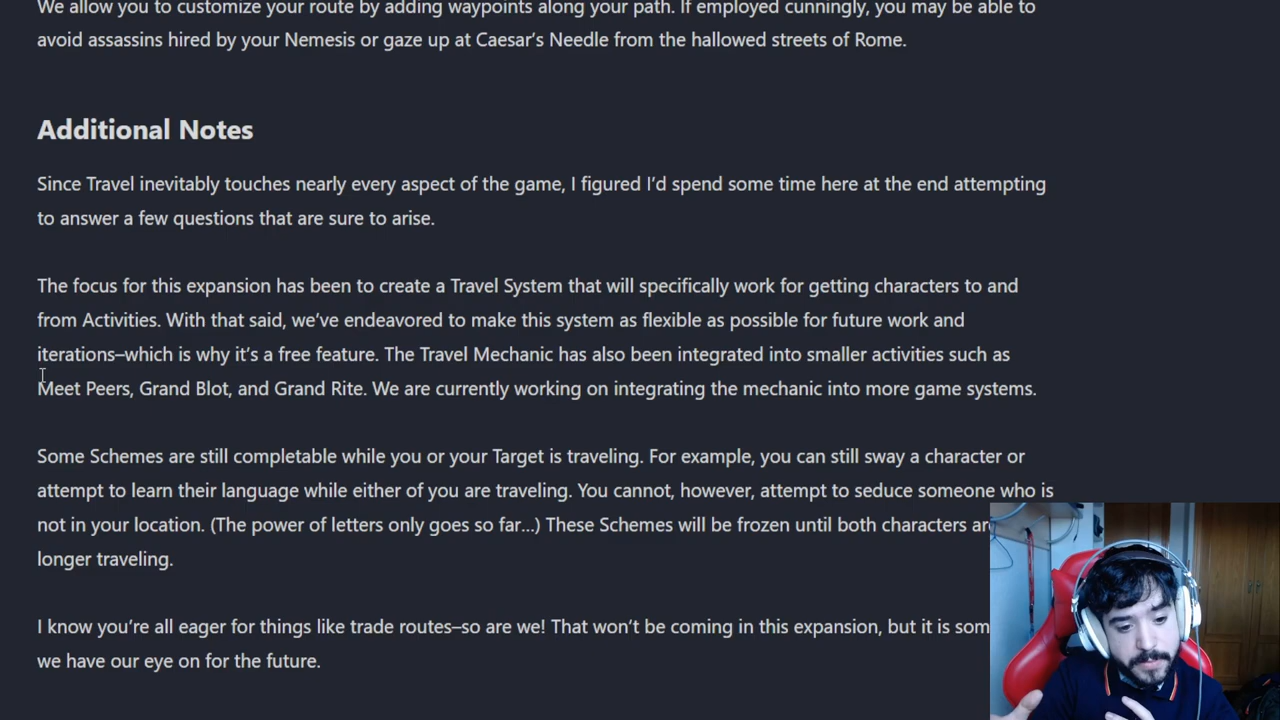 We allow you to customize your route by adding waypoints along your path. If employed cunningly, you may be able to
avoid assassins hired by your Nemesis or gaze up at Caesar's Needle from the hallowed streets of Rome.
Additional Notes
Since Travel inevitably touches nearly every aspect of the game, I figured I'd spend some time here at the end attempting
to answer a few questions that are sure to arise.
The focus for this expansion has been to create a Travel System that will specifically work for getting characters to and
from Activities. With that said, we've endeavored to make this system as flexible as possible for future work and
iterations–which is why it's a free feature. The Travel Mechanic has also been integrated into smaller activities such as
Meet Peers, Grand Blot, and Grand Rite. We are currently working on integrating the mechanic into more game systems.
Some Schemes are still completable while you or your Target is traveling. For example, you can still sway a character or
attempt to learn their language while either of you are traveling. You cannot, however, attempt to seduce someone who is
not in your location. (The power of letters only goes so far...) These Schemes will be frozen until both characters
longer traveling.
I know you're all eager for things like trade routes–so are we! That won't be coming in this expansion, but it is
we have our eye on for the future.